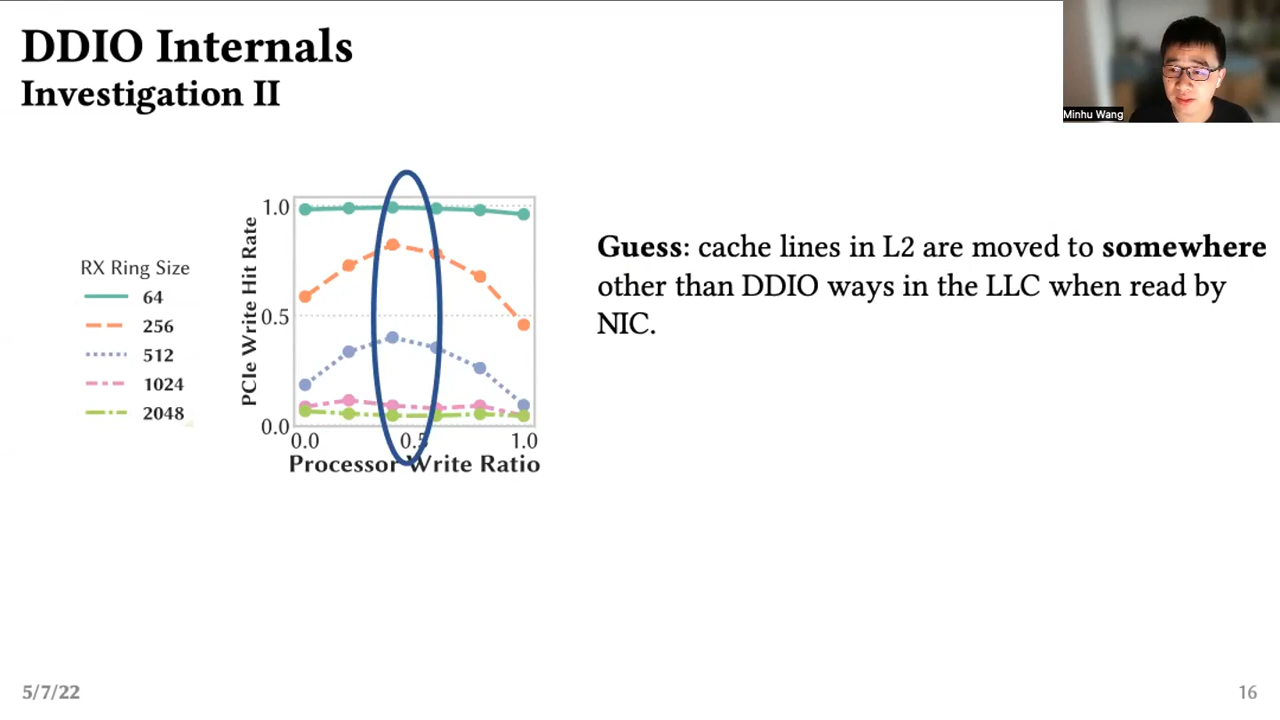 DDIO Internals
Investigation II
Minhu Wang
RX Ring Size
64
256
512
1024
2048
PCIe Write Hit Rate
1.0
0.5
0.0
0.0
0.5
1.0
Processor Write Ratio
Guess: cache lines in L2 are moved to somewhere
other than DDIO ways in the LLC when read by
NIC.
5/7/22
16